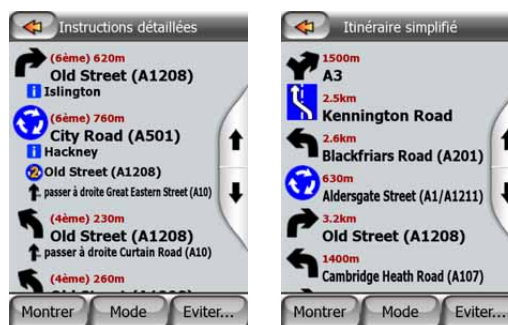 Instructions détaillées
(6ème) 620m
Old Street (A1208)
i Islington
(6ème) 760m
City Road (A501)
i Hackney
2 Old Street (A1208)
passer à droite Great Eastern Street (A10)
(4ème) 230m
Old Street (A1208)
passer à droite Curtain Road (A10)
(4ème) 260m
Montrer
Mode
Eviter...
Itinéraire simplifié
1500m
A3
2.5km
Kennington Road
2.6km
Blackfriars Road (A201)
630m
Aldersgate Street (A1/A1211)
3.2km
Old Street (A1208)
1400m
Cambridge Heath Road (A107)
Montrer
Mode
Eviter...